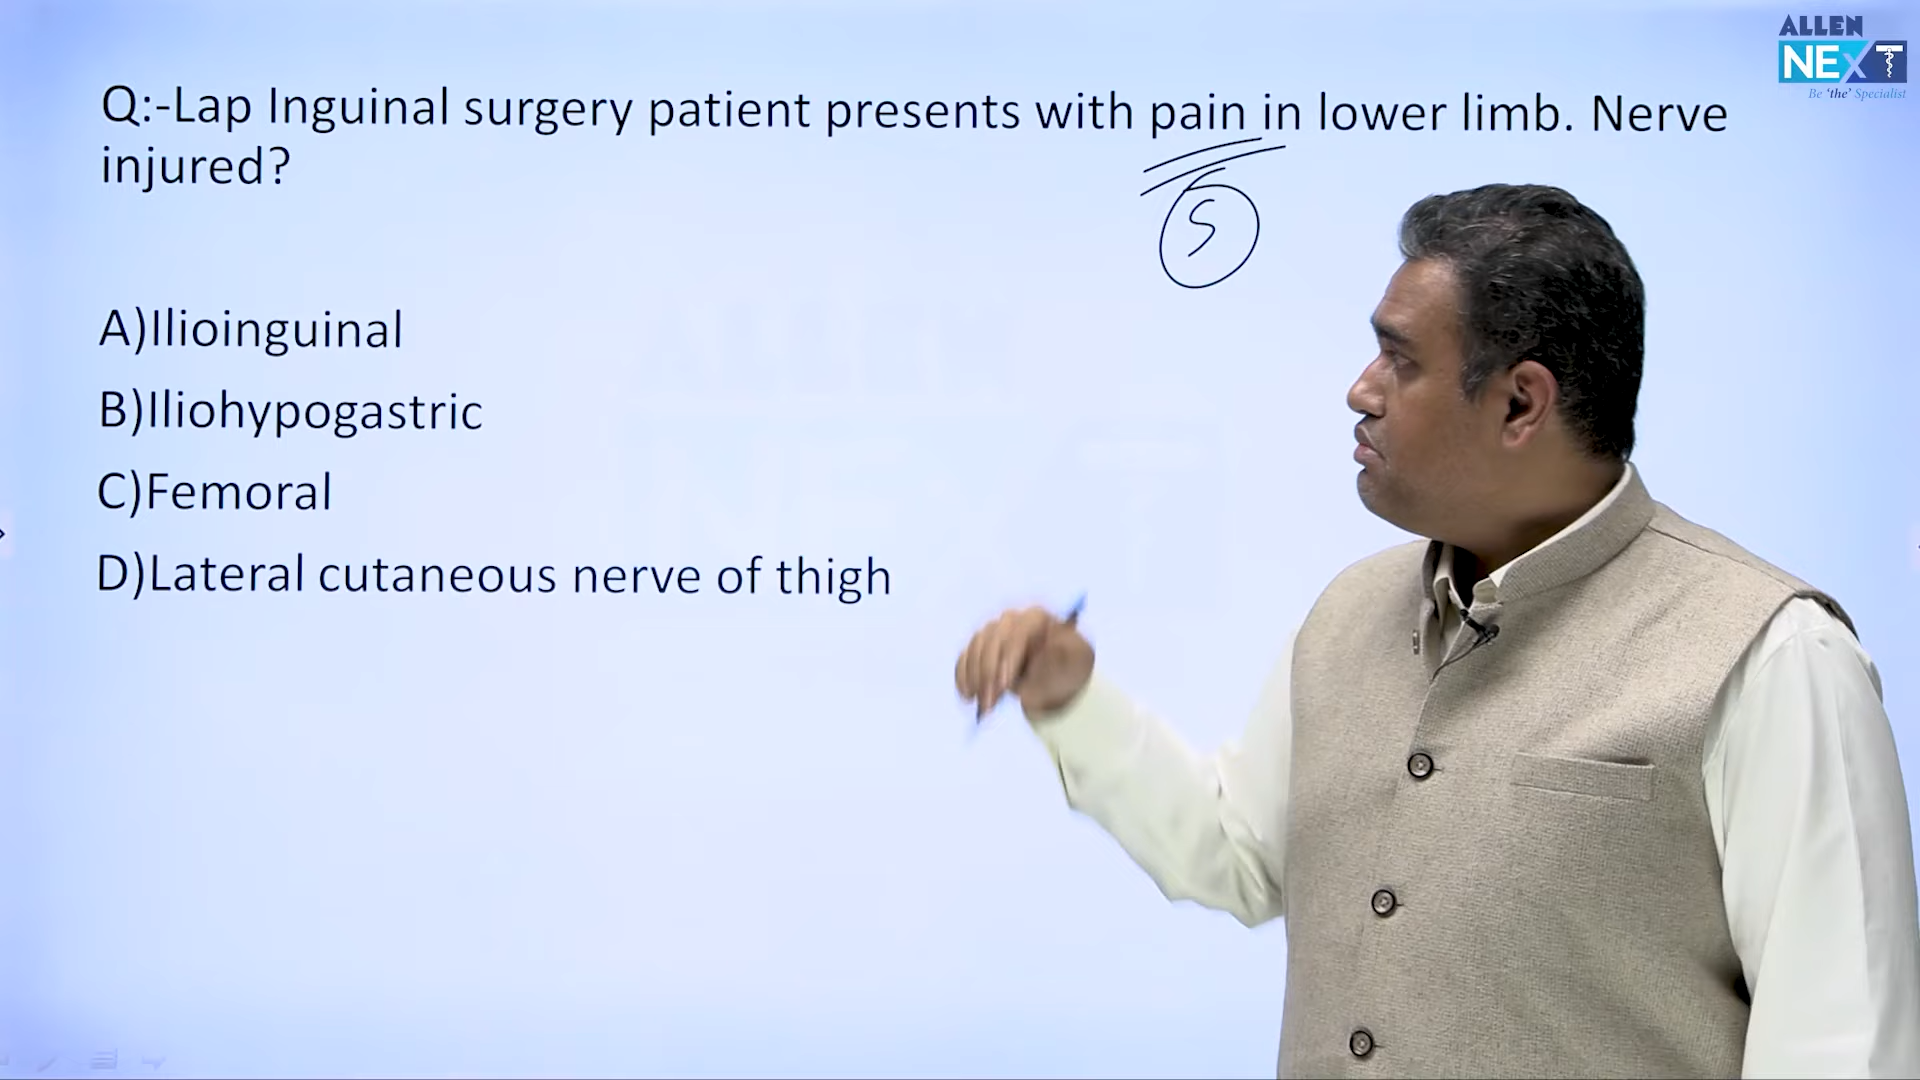 ALLEN
NEXT
Be 'the' Specialist
Q:-Lap Inguinal surgery patient presents with pain in lower limb. Nerve
injured?
S
A)Ilioinguinal
B)Iliohypogastric
C)Femoral
D)Lateral cutaneous nerve of thigh